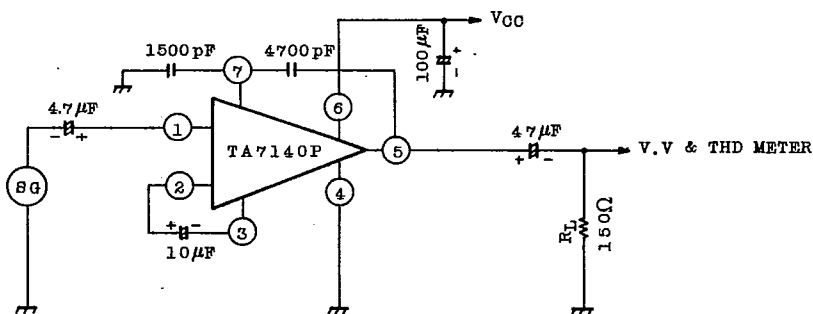 VCC
1500pF
4700pF
100μF
+
-
7
6
4.7μF
- +
1
TA7140P
5
47μF
+ -
V.V & THD METER
SG
2
4
+ -
10μF
3
RL
150Ω